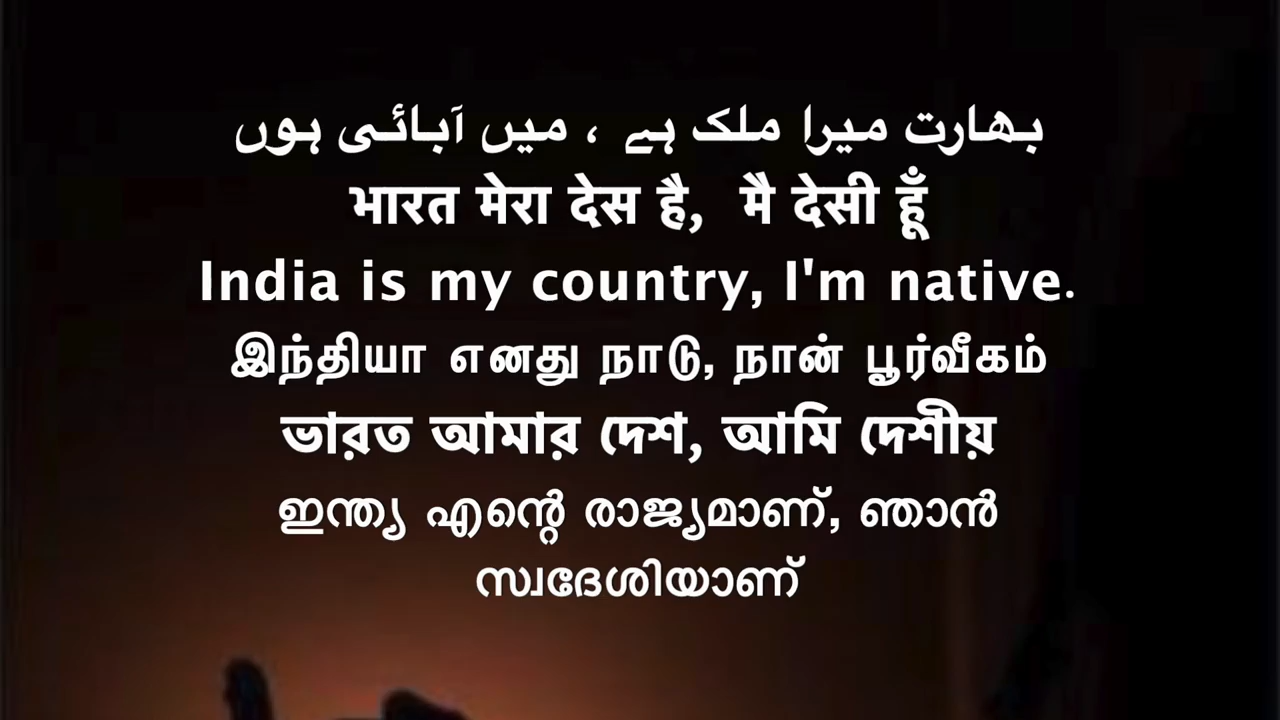 بھارت میرا ملک ہے ، میں آبائی ہوں
भारत मेरा देस है, मै देसी हूँ
India is my country, I'm native.
இந்தியா எனது நாடு, நான் பூர்வீகம்
ভারত আমার দেশ, আমি দেশীয়
ഇന്ത്യ എന്റെ രാജ്യമാണ്, ഞാൻ
സ്വദേശിയാണ്